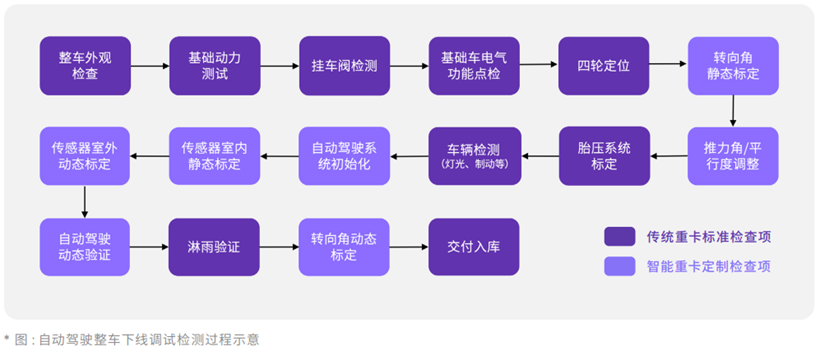 整车外观
检查
基础动力
测试
挂车阀检测
基础车电气
功能点检
四轮定位
转向角
静态标定
推力角/平
行度调整
胎压系统
标定
车辆检测
(灯光、制动等)
自动驾驶系
统初始化
传感器室内
静态标定
传感器室外
动态标定
自动驾驶
动态验证
淋雨验证
转向角动态
标定
交付入库
传统重卡标准检查项
智能重卡定制检查项
* 图 : 自动驾驶整车下线调试检测过程示意